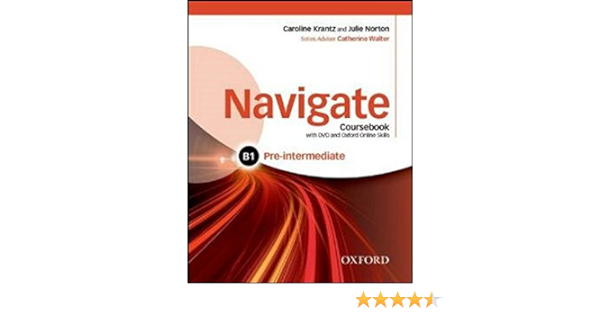 Caroline Krantz and Julie Norton
Series Adviser Catherine Walter
Navigate
Coursebook
with DVD and Oxford Online Skills
B1 Pre-intermediate
OXFORD